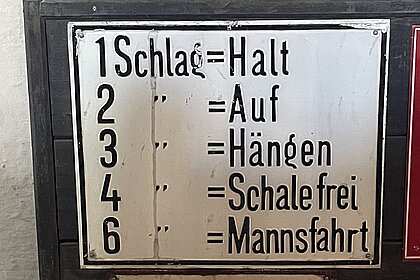 1 Schlag = Halt
2 " = Auf
3 " = Hängen
4 " = Schale frei
6 " = Mannsfahrt